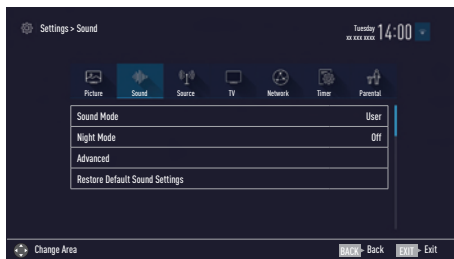 Settings > Sound
Tuesday
xx xxx xxxx
14:00
Picture Sound Source TV Network Timer Parental
Sound Mode User
Night Mode Off
Advanced
Restore Default Sound Settings
Change Area BACK Back EXIT Exit